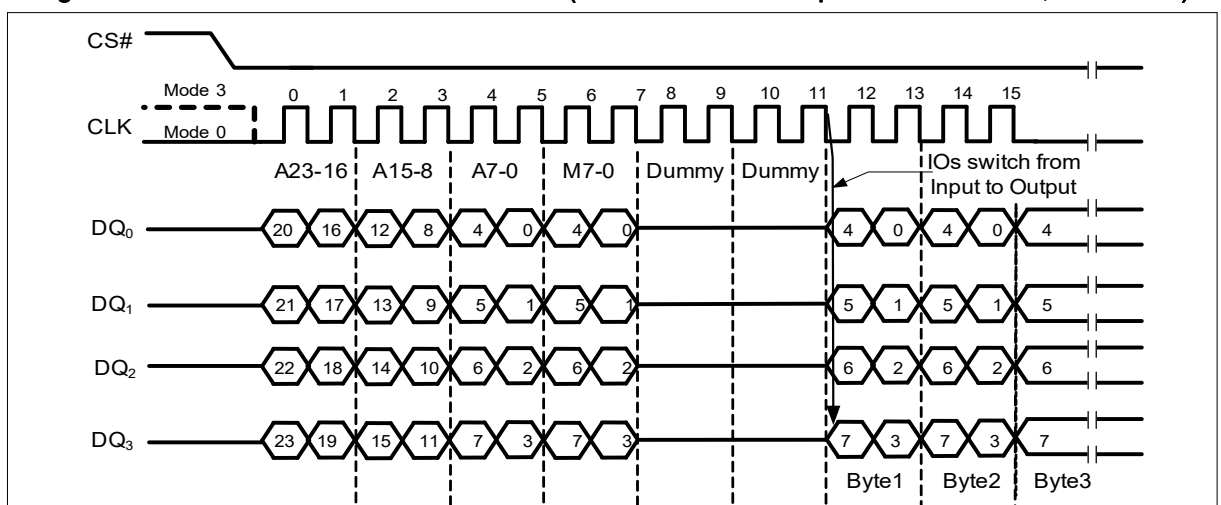 CS#
Mode 3
0 1 2 3 4 5 6 7 8 9 10 11 12 13 14 15
CLK
Mode 0
IOs switch from
Input to Output
A23-16 A15-8 A7-0 M7-0 Dummy Dummy
DQ₀ 20 16 12 8 4 0 4 0 4 0 4 0 4
DQ₁ 21 17 13 9 5 1 5 1 5 1 5 1 5
DQ₂ 22 18 14 10 6 2 6 2 6 2 6 2 6
DQ₃ 23 19 15 11 7 3 7 3 7 3 7 3 7
Byte1 Byte2 Byte3